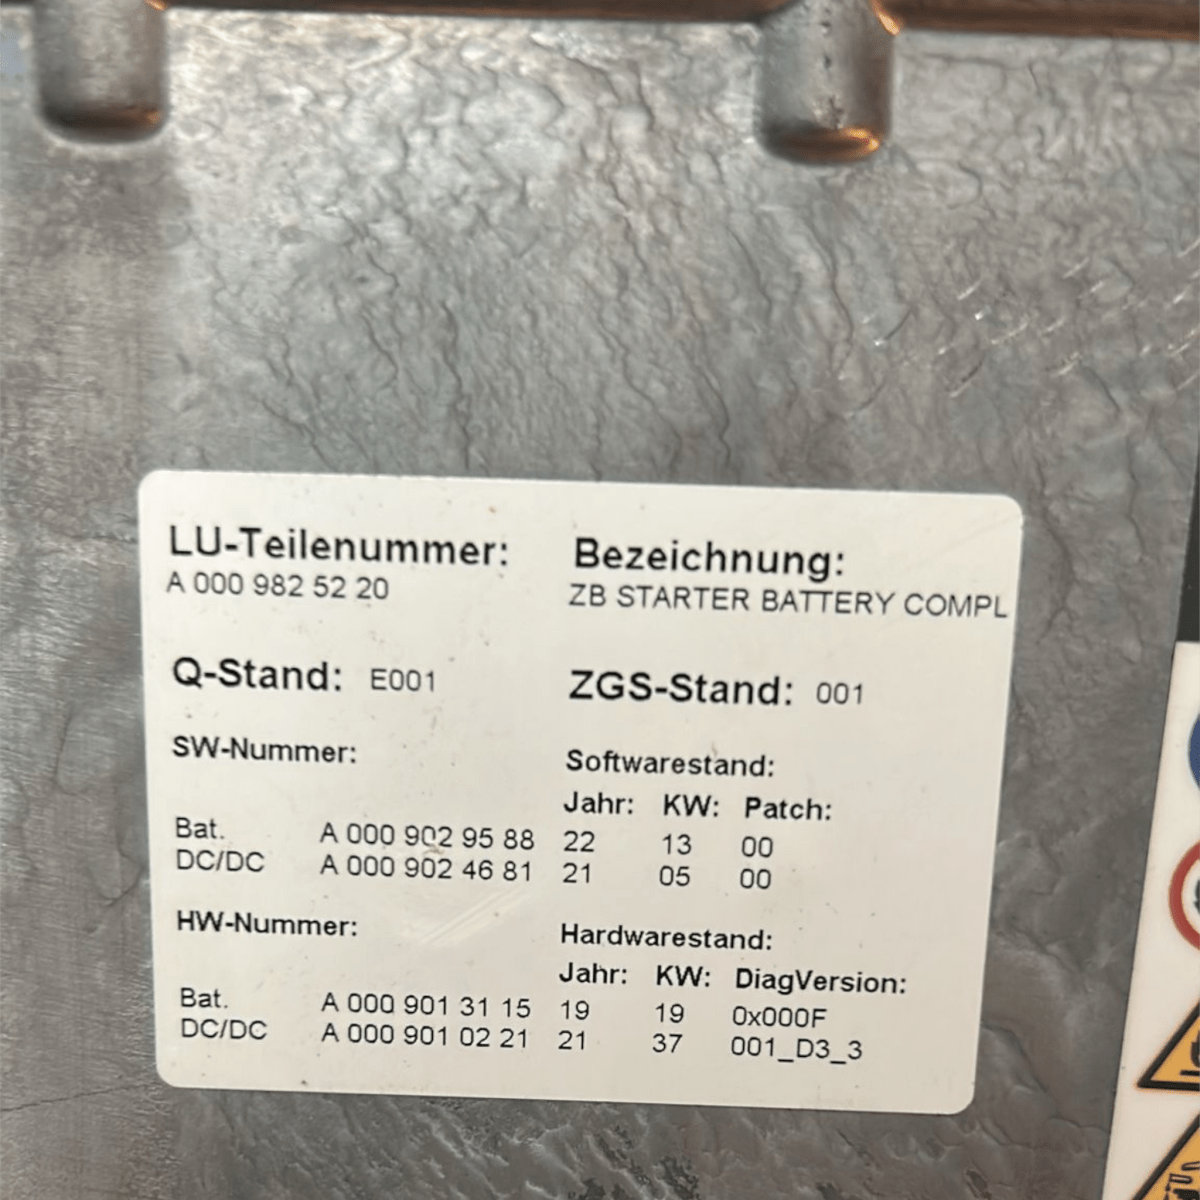 LU-Teilenummer: Bezeichnung:
A 000 982 52 20 ZB STARTER BATTERY COMPL
Q-Stand: E001 ZGS-Stand: 001
SW-Nummer: Softwarestand:
Jahr: KW: Patch:
Bat. A 000 902 95 88 22 13 00
DC/DC A 000 902 46 81 21 05 00
HW-Nummer: Hardwarestand:
Jahr: KW: DiagVersion:
Bat. A 000 901 31 15 19 19 0x000F
DC/DC A 000 901 02 21 21 37 001_D3_3